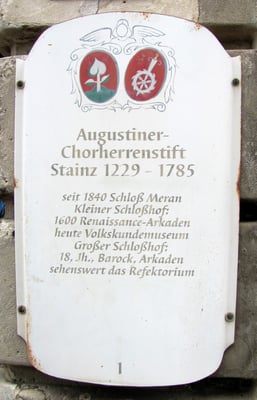 Augustiner-
Chorherrenstift
Stainz 1229 - 1785
seit 1840 Schloß Meran
Kleiner Schloßhof:
1600 Renaissance-Arkaden
heute Volkskundemuseum
Großer Schloßhof:
18. Jh., Barock, Arkaden
sehenswert das Refektorium
1